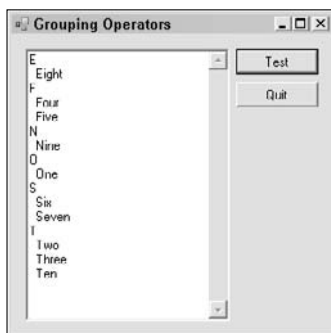 Grouping Operators
E
Eight
F
Four
Five
N
Nine
O
One
S
Six
Seven
T
Two
Three
Ten
Test
Quit